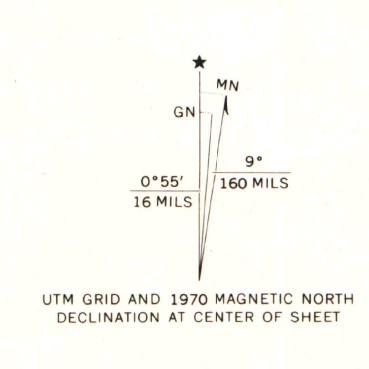 ★
MN
GN
9°
160 MILS
0°55'
16 MILS
UTM GRID AND 1970 MAGNETIC NORTH
DECLINATION AT CENTER OF SHEET